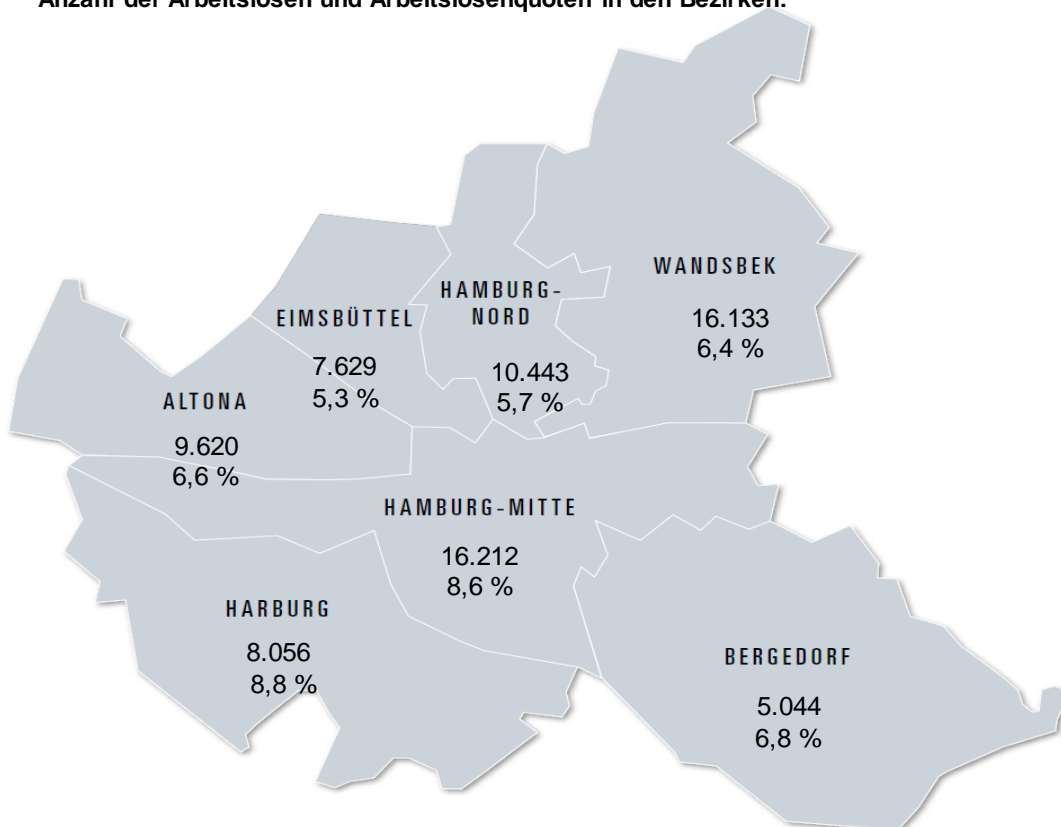 Anzahl der Arbeitslosen und Arbeitslosenquoten in den Bezirken:
WANDSBEK
16.133
6,4 %
HAMBURG-
NORD
10.443
5,7 %
EIMSBÜTTEL
7.629
5,3 %
ALTONA
9.620
6,6 %
HAMBURG-MITTE
16.212
8,6 %
HARBURG
8.056
8,8 %
BERGEDORF
5.044
6,8 %